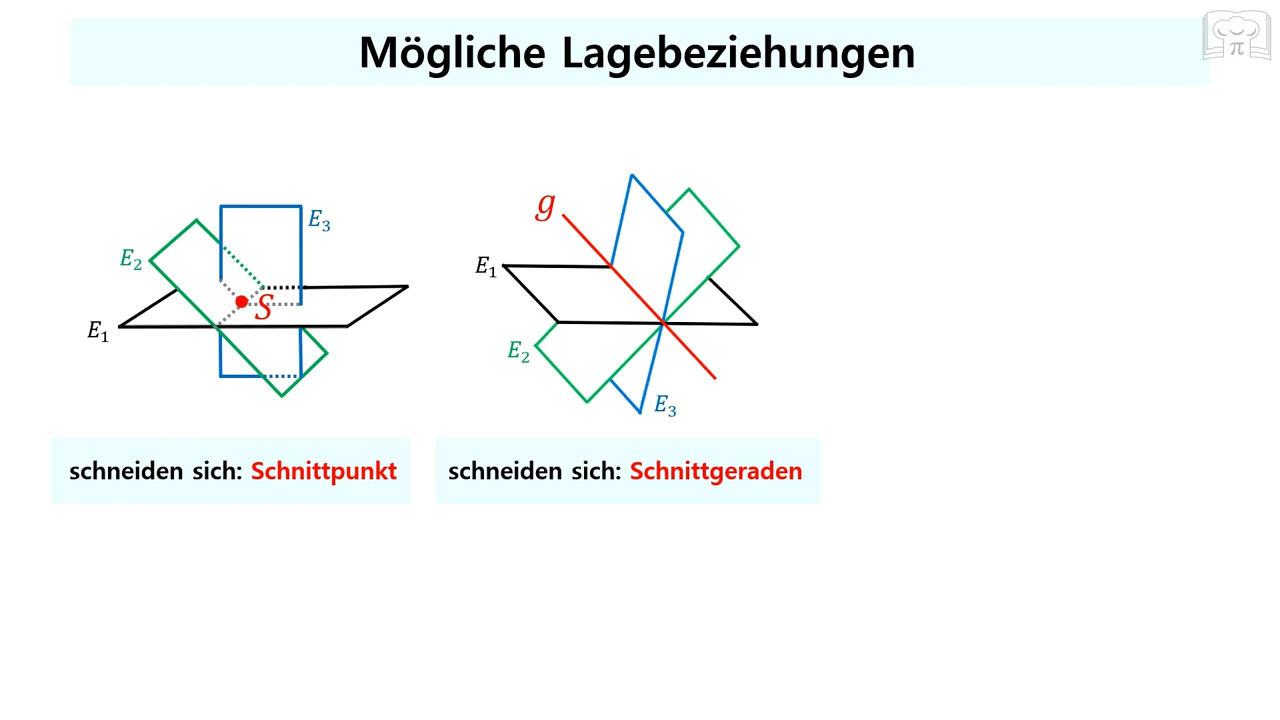 Mögliche Lagebeziehungen
π
E₃
E₂
S
E₁
g
E₁
E₂
E₃
schneiden sich: Schnittpunkt
schneiden sich: Schnittgeraden